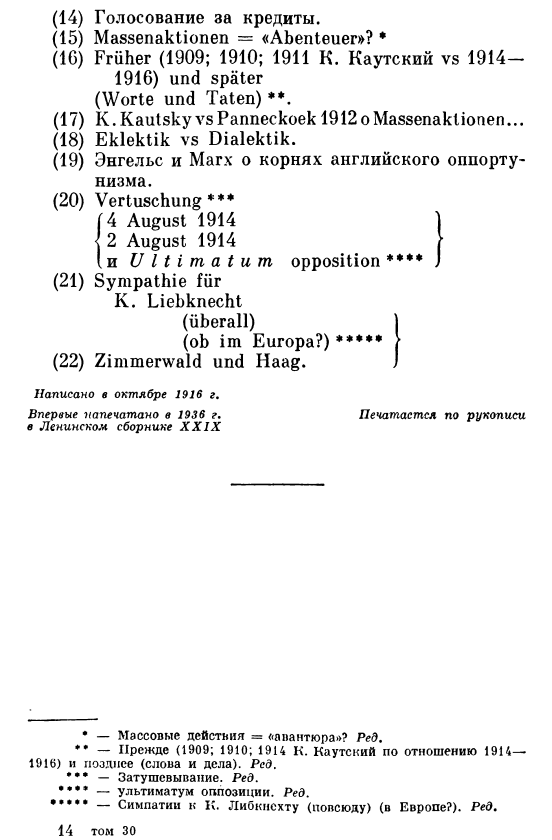 (14) Голосование за кредиты.
(15) Massenaktionen = «Abenteuer»? *
(16) Früher (1909; 1910; 1911 К. Каутский vs 1914—
1916) und später
(Worte und Taten) **.
(17) K. Kautsky vs Panneckoek 1912 о Massenaktionen...
(18) Eklektik vs Dialektik.
(19) Энгельс и Marx о корнях английского оппорту-
низма.
(20) Vertuschung ***
4 August 1914
2 August 1914
и Ultimatum opposition ****
(21) Sympathie für
K. Liebknecht
(überall)
(ob im Europa?) *****
(22) Zimmerwald und Haag.
Написано в октябре 1916 г.
Впервые напечатано в 1936 г.
в Ленинском сборнике XXIX
Печатается по рукописи
* — Массовые действия = «авантюра»? Ред.
** — Прежде (1909; 1910; 1914 К. Каутский по отношению 1914—
1916) и позднее (слова и дела). Ред.
*** — Затушевывание. Ред.
**** — ультиматум оппозиции. Ред.
***** — Симпатии к К. Либкнехту (повсюду) (в Европе?). Ред.
14 том 30